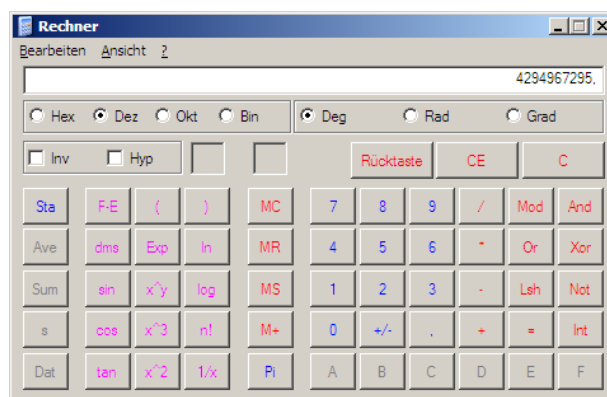 Rechner
Bearbeiten Ansicht ?
4294967295,
Hex Dez Okt Bin Deg Rad Grad
Inv Hyp Rücktaste CE C
Sta F-E ( ) MC 7 8 9 / Mod And
Ave dms Exp ln MR 4 5 6 * Or Xor
Sum sin x^y log MS 1 2 3 - Lsh Not
s cos x^3 n! M+ 0 +/- , + = Int
Dat tan x^2 1/x Pi A B C D E F